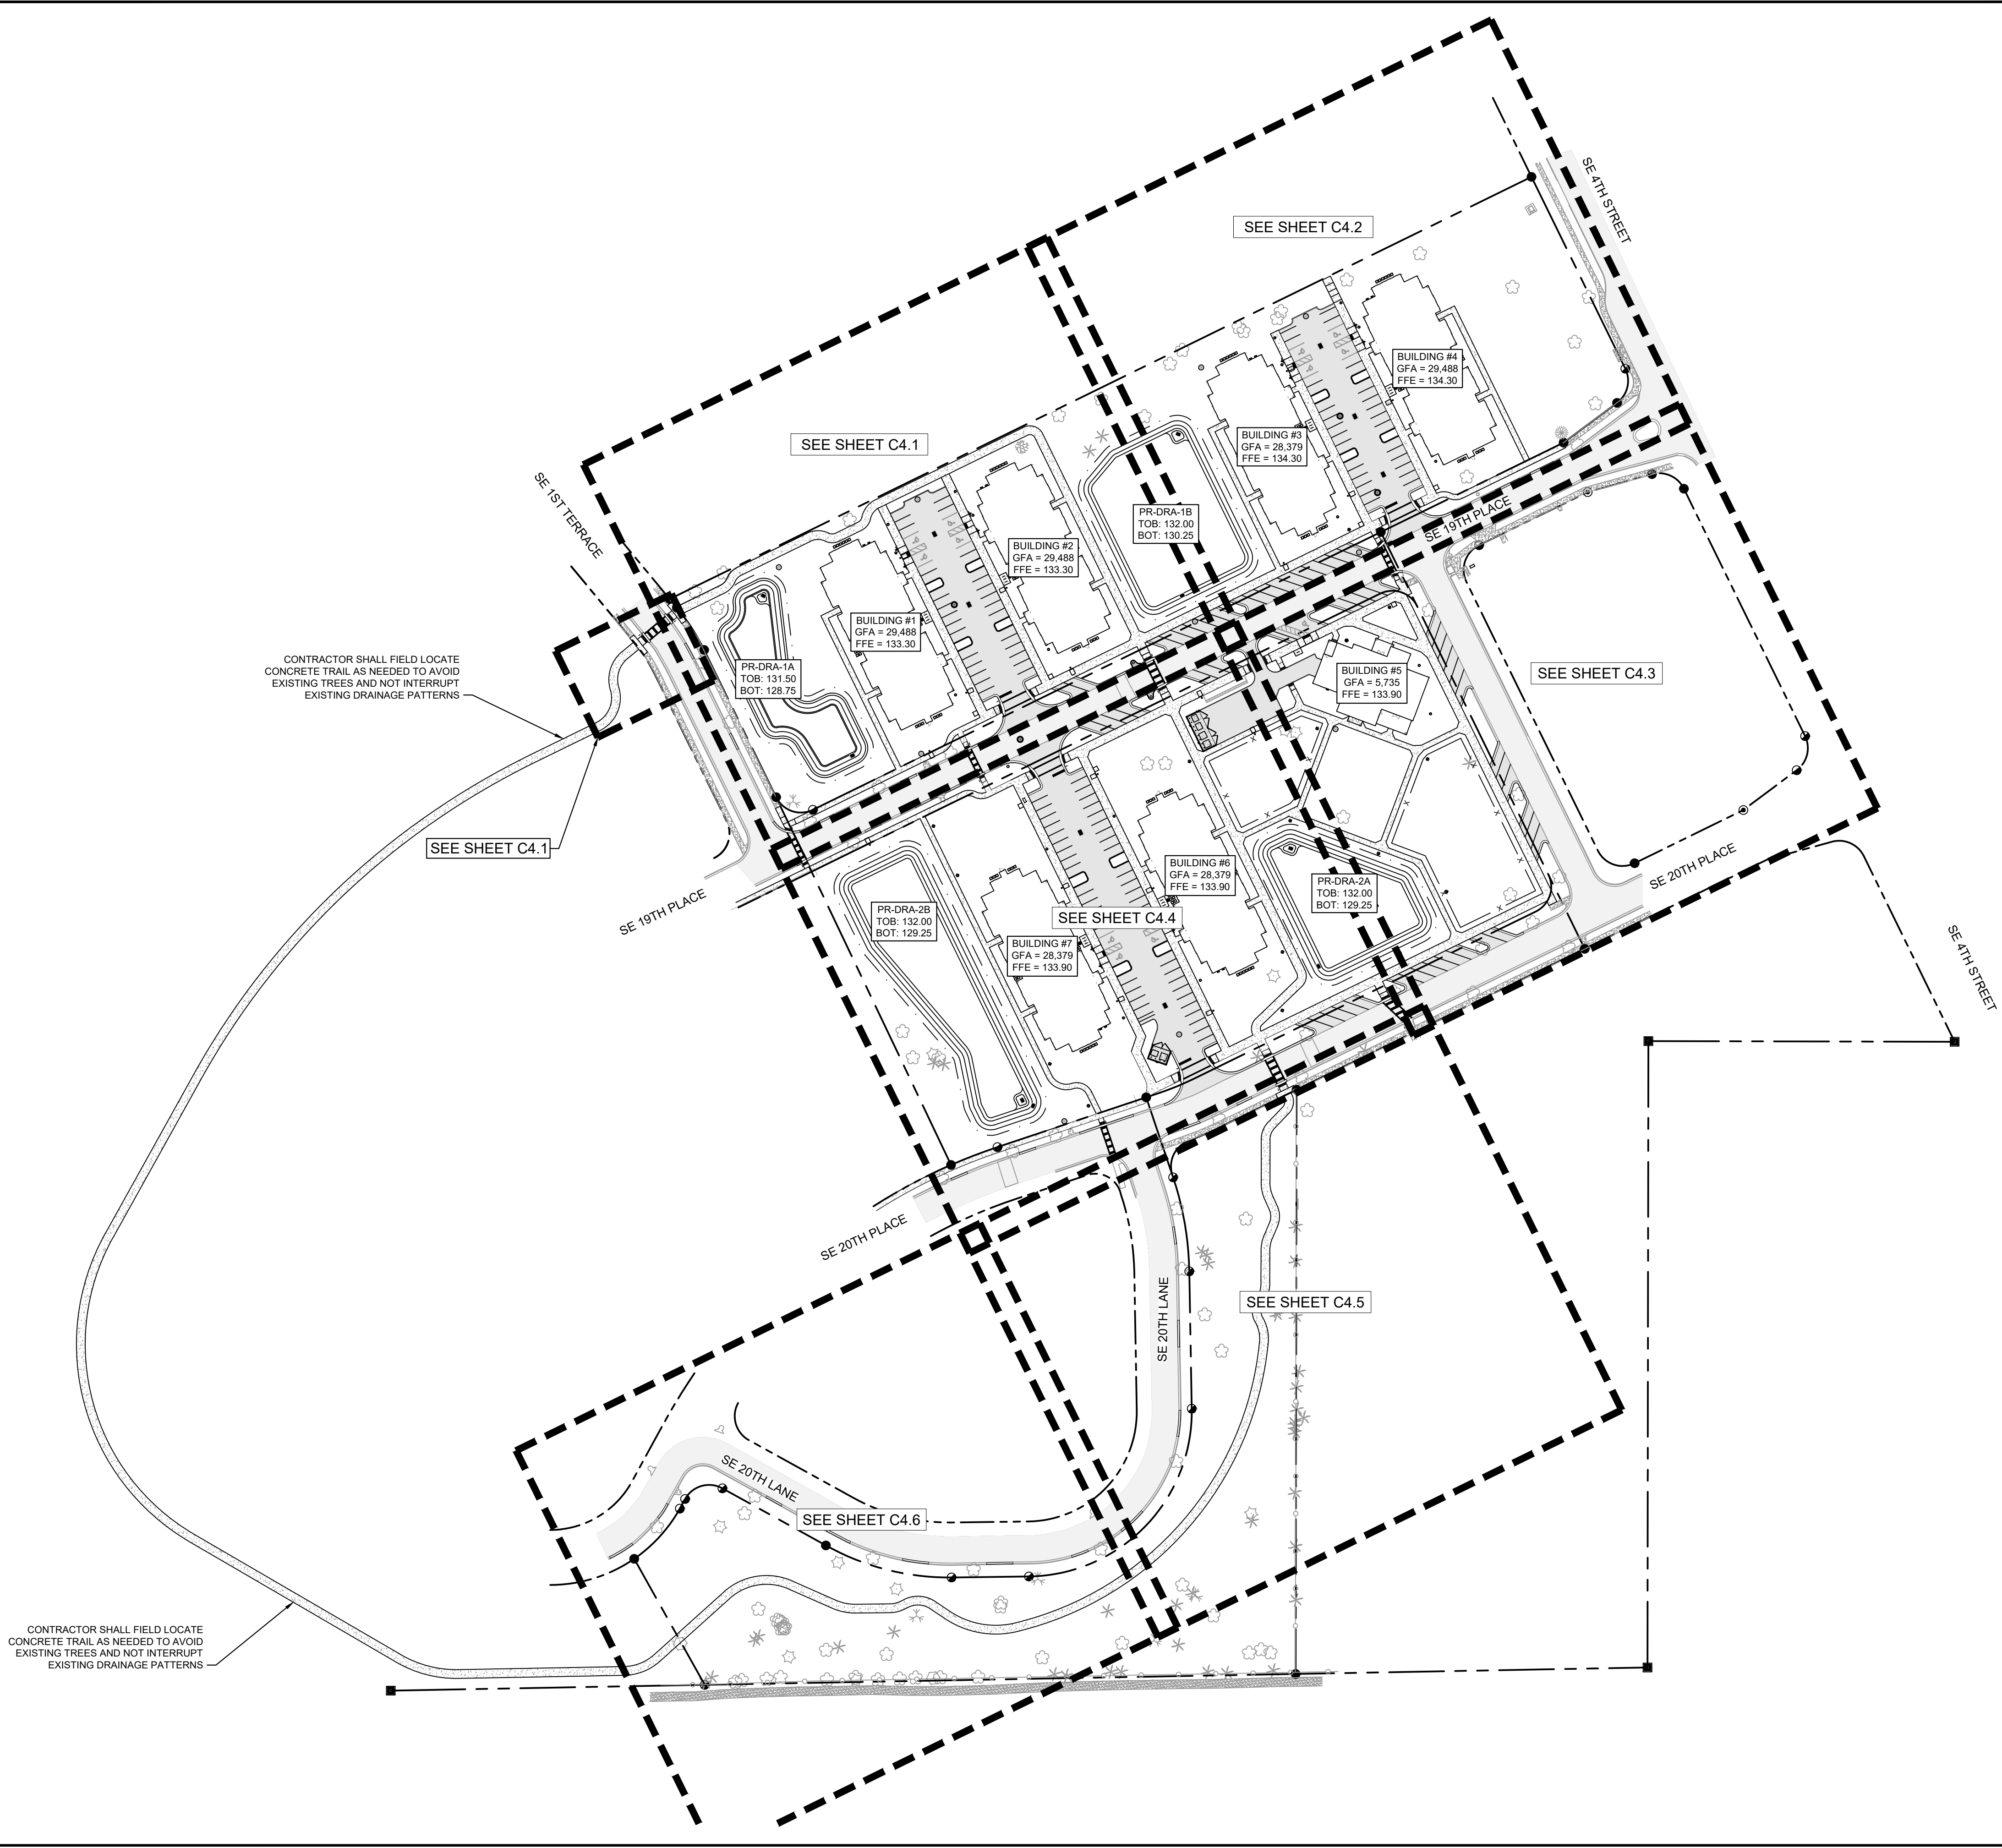 SE 4TH STREET
SEE SHEET C4.2
BUILDING #4
GFA = 29,488
FFE = 134.30
SEE SHEET C4.1
BUILDING #3
GFA = 28,379
FFE = 134.30
SE 1ST TERRACE
PR-DRA-1B
TOB: 132.00
BOT: 130.25
SE 19TH PLACE
BUILDING #2
GFA = 29,488
FFE = 133.30
BUILDING #1
GFA = 29,488
FFE = 133.30
CONTRACTOR SHALL FIELD LOCATE
CONCRETE TRAIL AS NEEDED TO AVOID
EXISTING TREES AND NOT INTERRUPT
EXISTING DRAINAGE PATTERNS
PR-DRA-1A
TOB: 131.50
BOT: 128.75
BUILDING #5
GFA = 5,735
FFE = 133.90
SEE SHEET C4.3
SEE SHEET C4.1
SE 20TH PLACE
BUILDING #6
GFA = 28,379
FFE = 133.90
PR-DRA-2A
TOB: 132.00
BOT: 129.25
SE 19TH PLACE
PR-DRA-2B
TOB: 132.00
BOT: 129.25
SEE SHEET C4.4
BUILDING #7
GFA = 28,379
FFE = 133.90
SE 4TH STREET
SE 20TH PLACE
SE 20TH LANE
SEE SHEET C4.5
SE 20TH LANE
SEE SHEET C4.6
CONTRACTOR SHALL FIELD LOCATE
CONCRETE TRAIL AS NEEDED TO AVOID
EXISTING TREES AND NOT INTERRUPT
EXISTING DRAINAGE PATTERNS